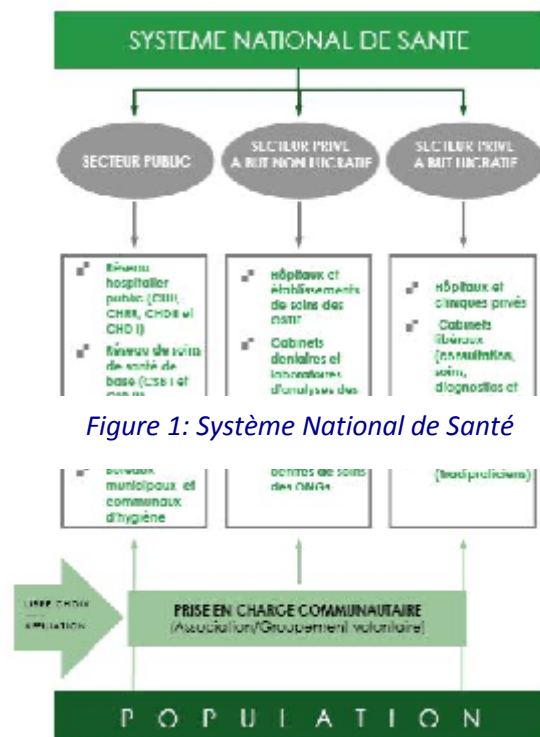 SYSTEME NATIONAL DE SANTE
SECTEUR PUBLIC
SECTEUR PRIVE
A BUT NON LUCRATIF
SECTEUR PRIVE
A BUT LUCRATIF
Réseau
hospitalier
public (CHU,
CHRR, CHDII et
CHD I)
Réseau de soins
de santé de
base (CSB I et
Bureaux
municipaux et
communaux
d'hygiène
Hôpitaux et
établissements
de soins des
OSTIE
Cabinets
dentaires et
laboratoires
d'analyses des
centres de soins
des ONGs
Hôpitaux et
cliniques privés
Cabinets
libéraux
(consultation,
soin,
diagnostics et
(tradipraticiens)
Figure 1: Système National de Santé
LIBRE CHOIX
AFFILIATION
PRISE EN CHARGE COMMUNAUTAIRE
(Association/Groupement volontaire)
POPULATION